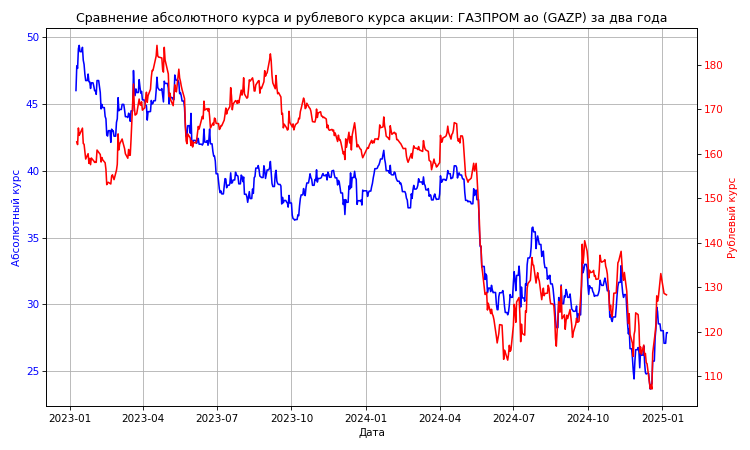 Сравнение абсолютного курса и рублевого курса акции: ГАЗПРОМ ао (GAZP) за два года
50
45
40
35
30
25
Абсолютный курс
180
170
160
150
140
130
120
110
Рублевый курс
2023-01 2023-04 2023-07 2023-10 2024-01 2024-04 2024-07 2024-10 2025-01
Дата